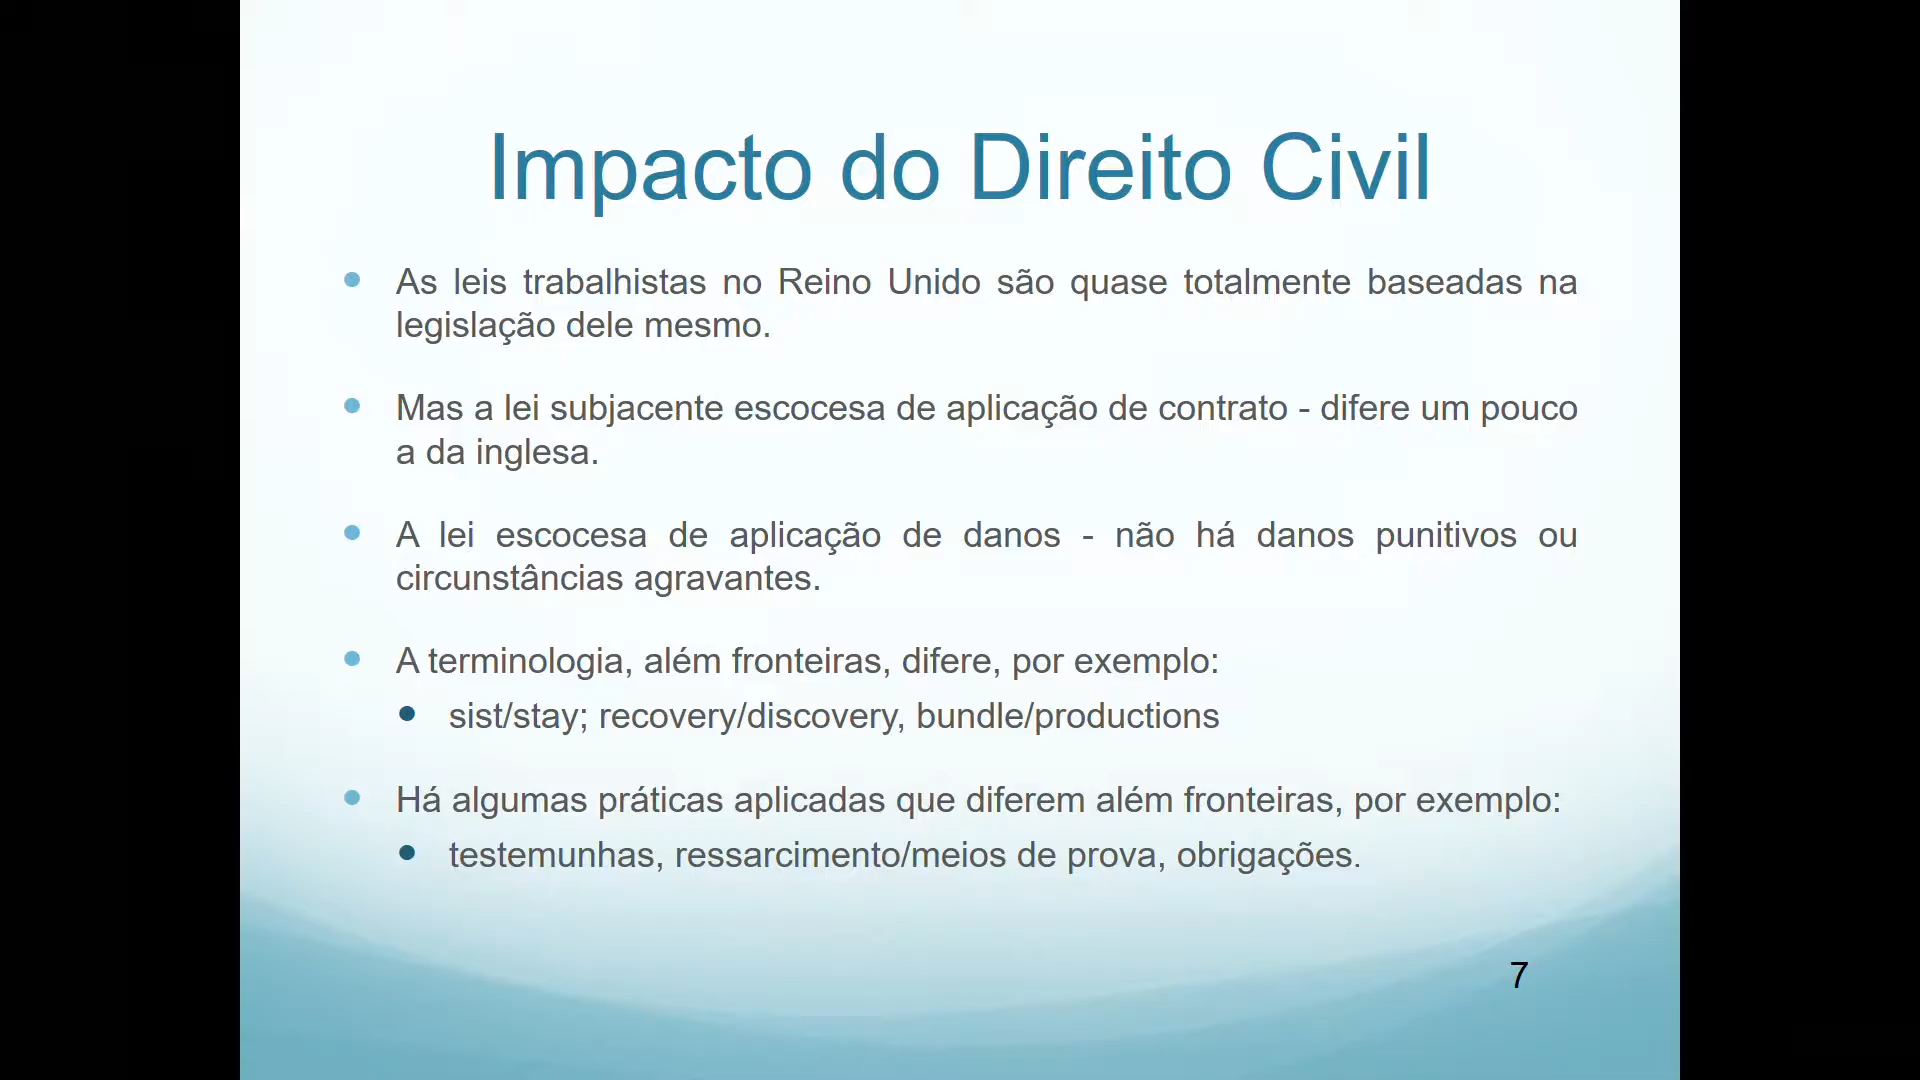 Impacto do Direito Civil
As leis trabalhistas no Reino Unido são quase totalmente baseadas na
legislação dele mesmo.
Mas a lei subjacente escocesa de aplicação de contrato - difere um pouco
a da inglesa.
A lei escocesa de aplicação de danos - não há danos punitivos ou
circunstâncias agravantes.
A terminologia, além fronteiras, difere, por exemplo:
sist/stay; recovery/discovery, bundle/productions
Há algumas práticas aplicadas que diferem além fronteiras, por exemplo:
testemunhas, ressarcimento/meios de prova, obrigações.
7